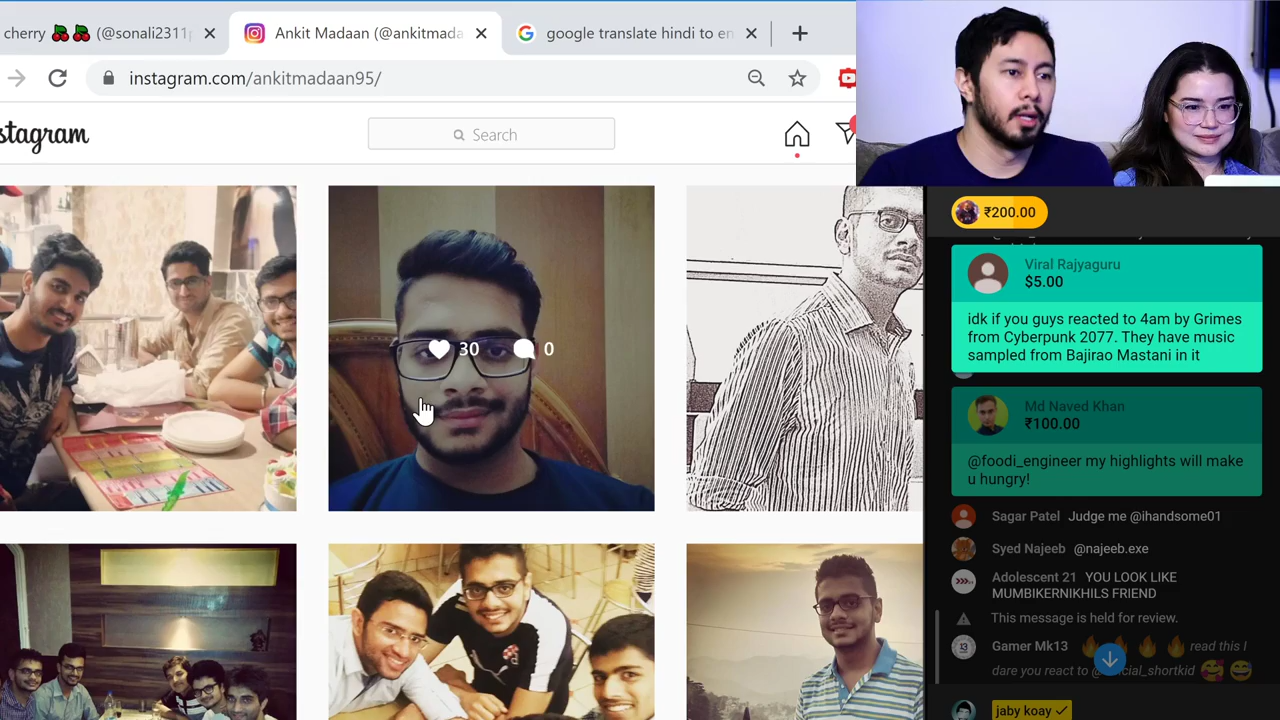 cherry 🍒🍒 (@sonali2311
Ankit Madaan (@ankitmada
google translate hindi to en
instagram.com/ankitmadaan95/
stagram
Search
30
0
₹200.00
Viral Rajyaguru
$5.00
idk if you guys reacted to 4am by Grimes
from Cyberpunk 2077. They have music
sampled from Bajirao Mastani in it
Md Naved Khan
₹100.00
@foodi_engineer my highlights will make
u hungry!
Sagar Patel Judge me @ihandsome01
Syed Najeeb @najeeb.exe
Adolescent 21 YOU LOOK LIKE
MUMBIKERNIKHILS FRIEND
This message is held for review.
Gamer Mk13 🔥🔥🔥🔥 read this I
dare you react to cial_shortkid 🥰 😅
jaby koay ✓